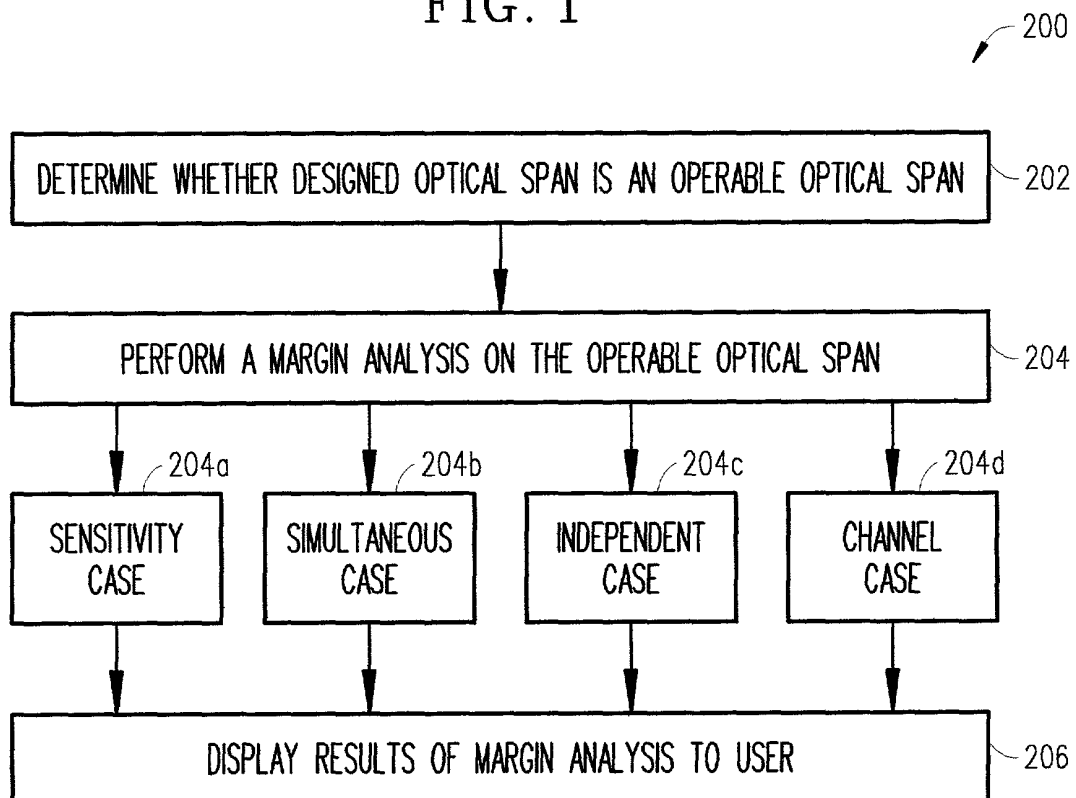 FIG. 1
200
DETERMINE WHETHER DESIGNED OPTICAL SPAN IS AN OPERABLE OPTICAL SPAN
202
PERFORM A MARGIN ANALYSIS ON THE OPERABLE OPTICAL SPAN
204
204a
204b
204c
204d
SENSITIVITY
CASE
SIMULTANEOUS
CASE
INDEPENDENT
CASE
CHANNEL
CASE
DISPLAY RESULTS OF MARGIN ANALYSIS TO USER
206